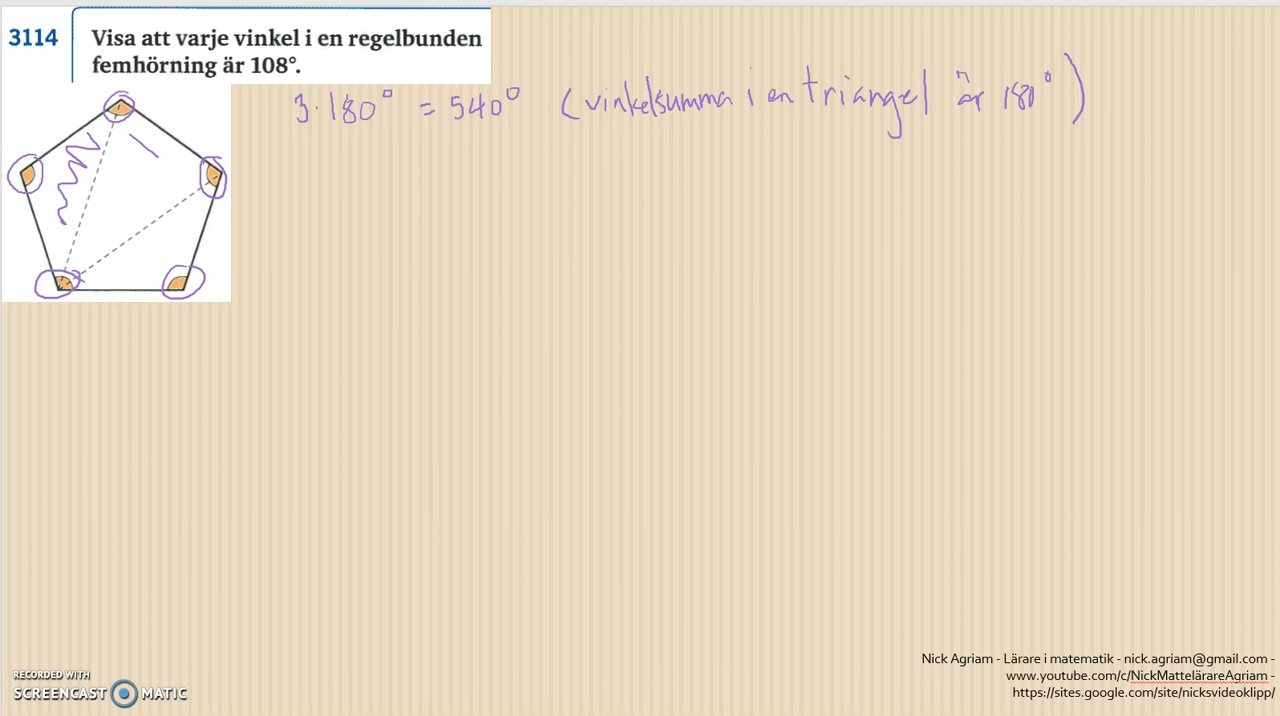 3114 Visa att varje vinkel i en regelbunden
femhörning är 108°.
3·180° = 540° (vinkelsumma i en triangel är 180°)
Nick Agriam - Lärare i matematik - nick.agriam@gmail.com -
www.youtube.com/c/NickMattelärareAgriam -
https://sites.google.com/site/nicksvideoklipp/
RECORDED WITH
SCREENCAST MATIC